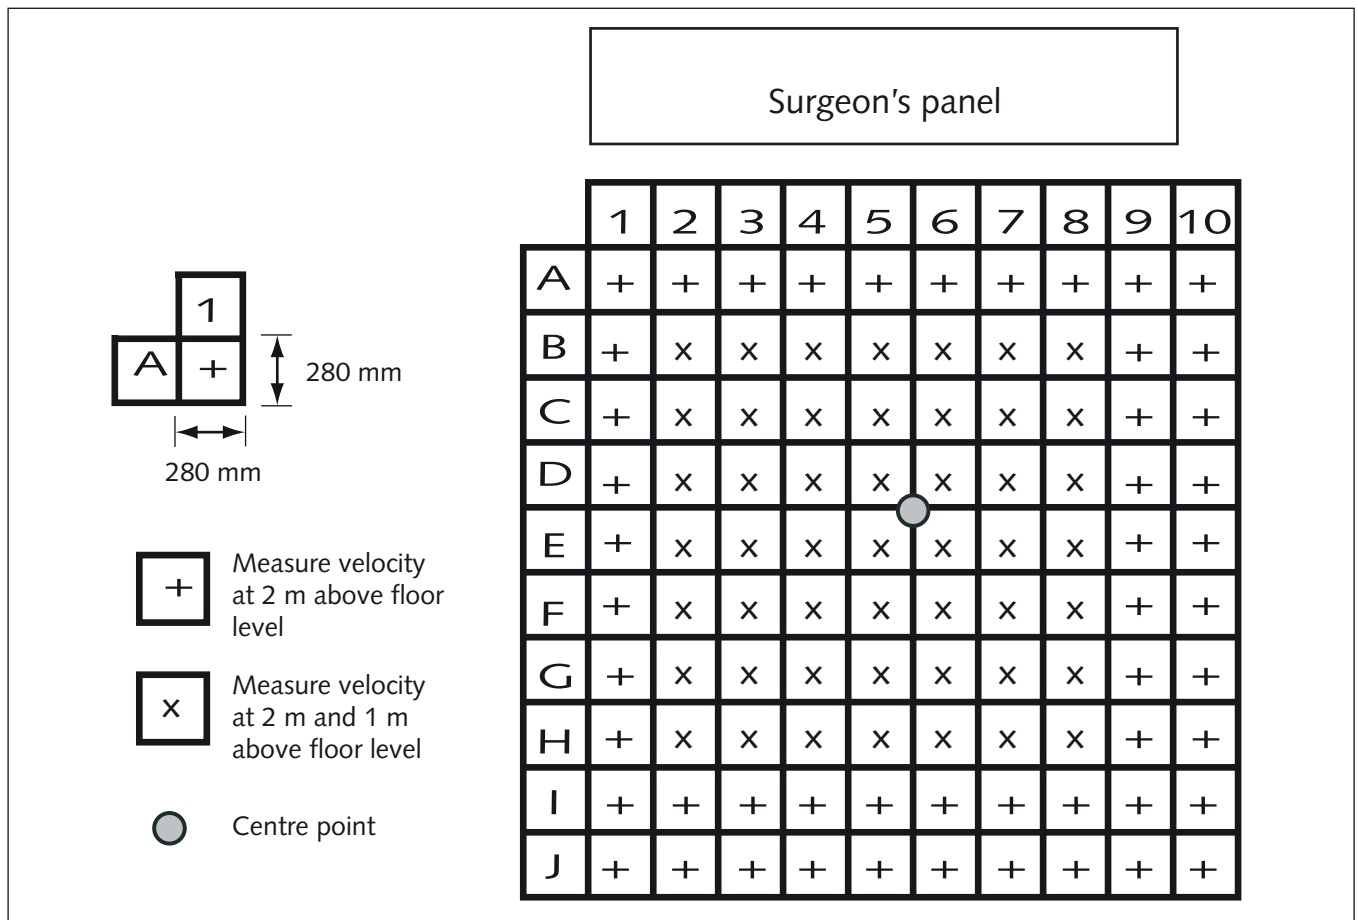 Surgeon's panel
1 2 3 4 5 6 7 8 9 10
A + + + + + + + + + +
B + x x x x x x x + +
C + x x x x x x x + +
D + x x x x x x x + +
E + x x x x x x x + +
F + x x x x x x x + +
G + x x x x x x x + +
H + x x x x x x x + +
I + + + + + + + + + +
J + + + + + + + + + +
1
A +
280 mm
280 mm
+
Measure velocity
at 2 m above floor
level
x
Measure velocity
at 2 m and 1 m
above floor level
Centre point